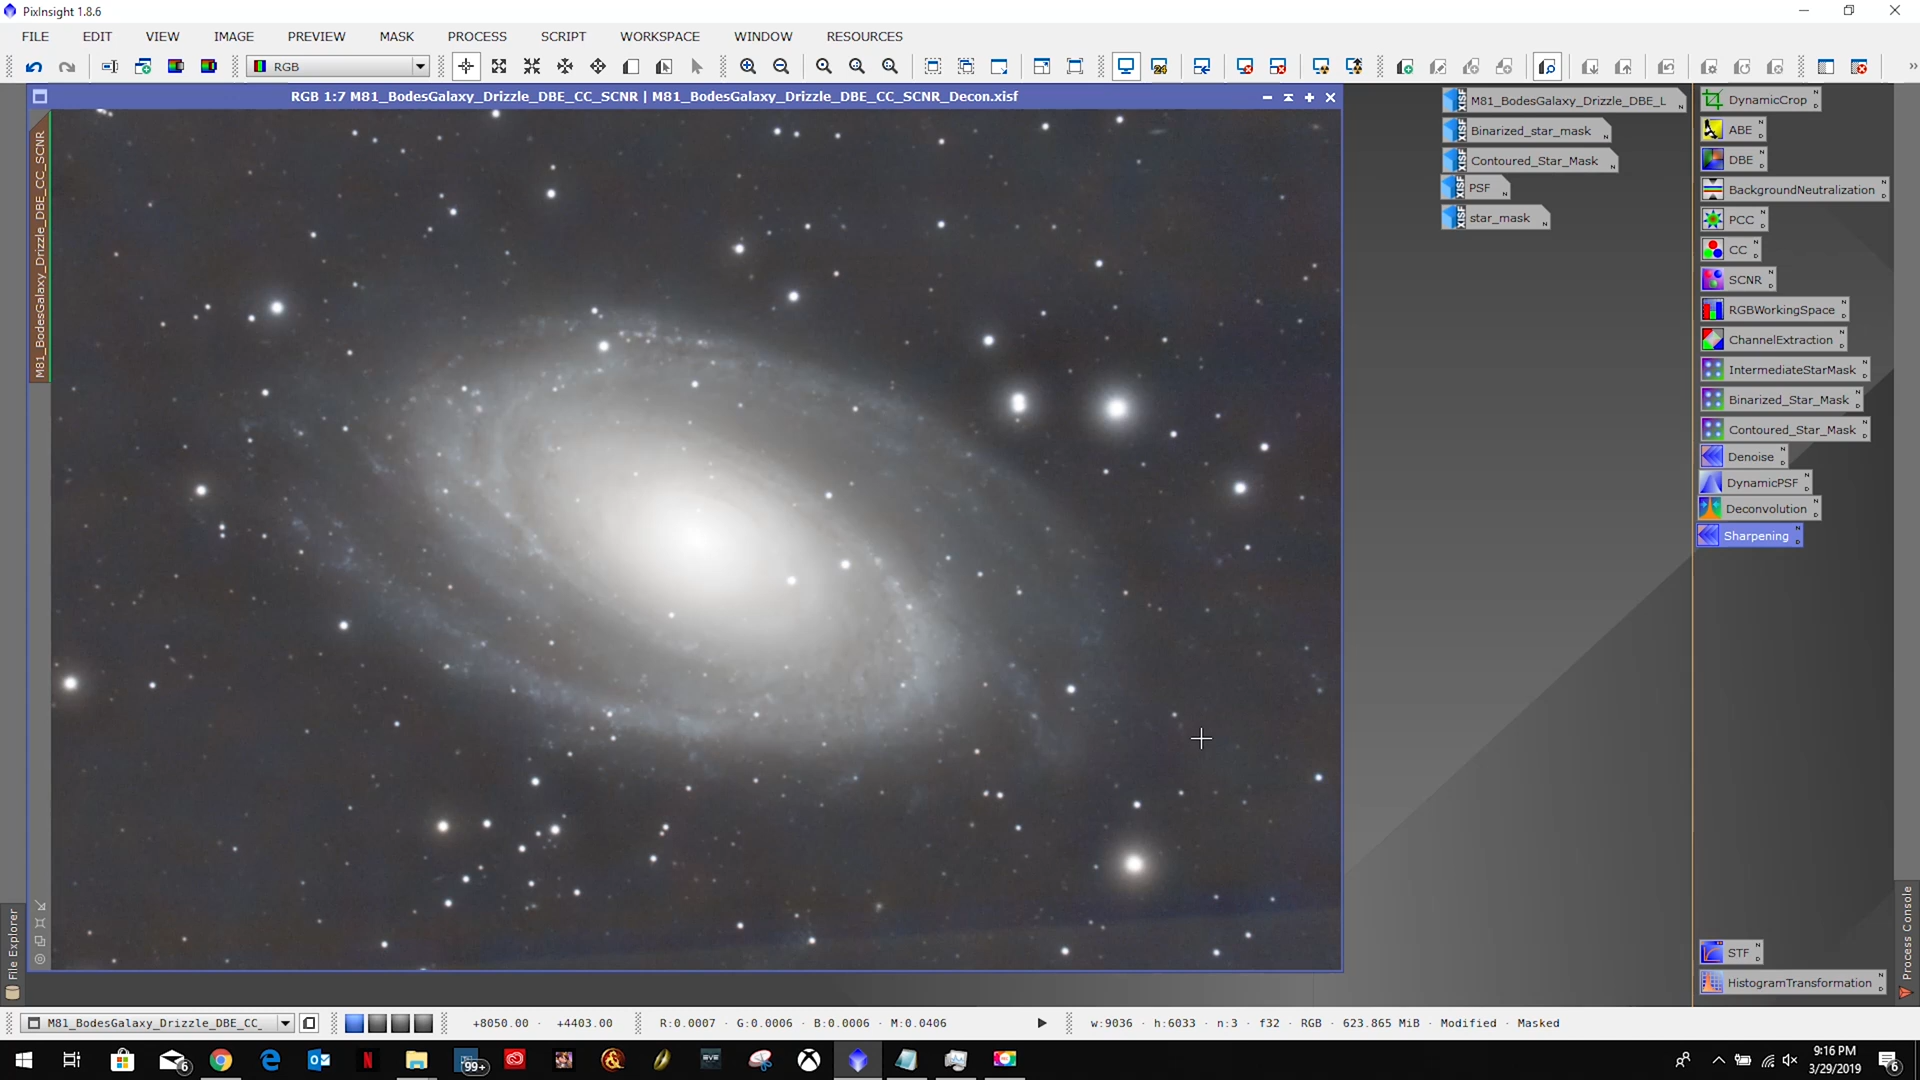 PixInsight 1.8.6
FILE EDIT VIEW IMAGE PREVIEW MASK PROCESS SCRIPT WORKSPACE WINDOW RESOURCES
RGB
RGB 1:7 M81_BodesGalaxy_Drizzle_DBE_CC_SCNR | M81_BodesGalaxy_Drizzle_DBE_CC_SCNR_Decon.xisf
M81_BodesGalaxy_Drizzle_DBE_CC_SCNR
M81_BodesGalaxy_Drizzle_DBE_L
Binarized_star_mask
Contoured_Star_Mask
PSF
star_mask
DynamicCrop
ABE
DBE
BackgroundNeutralization
PCC
CC
SCNR
RGBWorkingSpace
ChannelExtraction
IntermediateStarMask
Binarized_Star_Mask
Contoured_Star_Mask
Denoise
DynamicPSF
Deconvolution
Sharpening
STF
HistogramTransformation
File Explorer
Process Console
M81_BodesGalaxy_Drizzle_DBE_CC_
+8050.00 · +4403.00
R:0.0007 · G:0.0006 · B:0.0006 · M:0.0406
w:9036 · h:6033 · n:3 · f32 · RGB · 623.865 MiB · Modified · Masked
6
99+
9:16 PM
3/29/2019
6